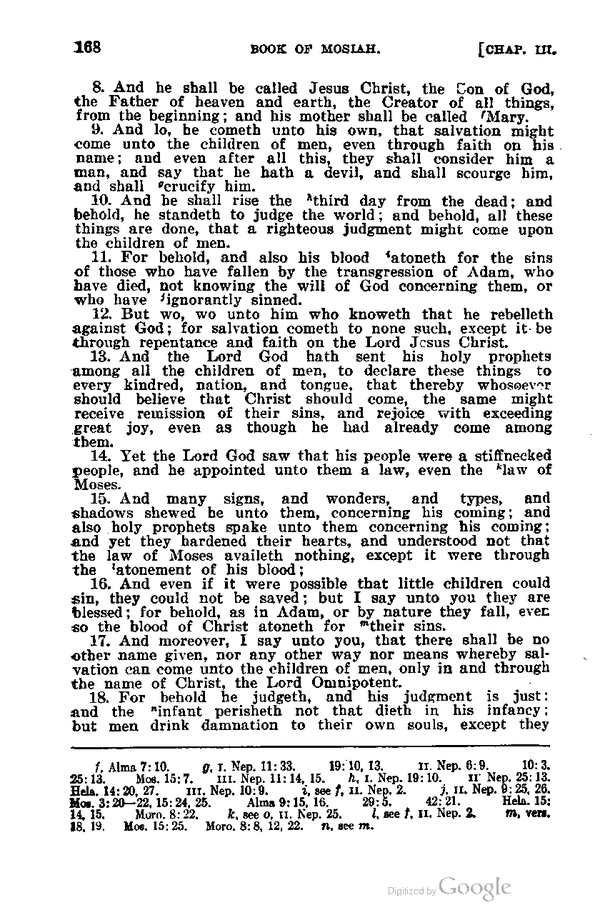 168 BOOK OF MOSIAH. [CHAP. III.
8. And he shall be called Jesus Christ, the Son of God,
the Father of heaven and earth, the Creator of all things,
from the beginning; and his mother shall be called fMary.
9. And lo, he cometh unto his own, that salvation might
come unto the children of men, even through faith on his
name; and even after all this, they shall consider him a
man, and say that he hath a devil, and shall scourge him,
and shall gcrucify him.
10. And he shall rise the hthird day from the dead; and
behold, he standeth to judge the world; and behold, all these
things are done, that a righteous judgment might come upon
the children of men.
11. For behold, and also his blood iatoneth for the sins
of those who have fallen by the transgression of Adam, who
have died, not knowing the will of God concerning them, or
who have jignorantly sinned.
12. But wo, wo unto him who knoweth that he rebelleth
against God; for salvation cometh to none such, except it be
through repentance and faith on the Lord Jesus Christ.
13. And the Lord God hath sent his holy prophets
among all the children of men, to declare these things to
every kindred, nation, and tongue, that thereby whosoever
should believe that Christ should come, the same might
receive remission of their sins, and rejoice with exceeding
great joy, even as though he had already come among
them.
14. Yet the Lord God saw that his people were a stiffnecked
people, and he appointed unto them a law, even the klaw of
Moses.
15. And many signs, and wonders, and types, and
shadows shewed he unto them, concerning his coming; and
also holy prophets spake unto them concerning his coming;
and yet they hardened their hearts, and understood not that
the law of Moses availeth nothing, except it were through
the latonement of his blood;
16. And even if it were possible that little children could
sin, they could not be saved; but I say unto you they are
blessed; for behold, as in Adam, or by nature they fall, even
so the blood of Christ atoneth for mtheir sins.
17. And moreover, I say unto you, that there shall be no
other name given, nor any other way nor means whereby sal-
vation can come unto the children of men, only in and through
the name of Christ, the Lord Omnipotent.
18. For behold he judgeth, and his judgment is just:
and the ninfant perisheth not that dieth in his infancy;
but men drink damnation to their own souls, except they
f, Alma 7:10. g, I. Nep. 11:33. 19:10, 13. II. Nep. 6:9. 10:3.
25:13. Mos. 15:7. III. Nep. 11:14, 15. h, I. Nep. 19:10. II Nep. 25:13.
Hela. 14:20, 27. III. Nep. 10:9. i, see f, II. Nep. 2. j, II. Nep. 9:25, 26.
Mos. 3:20—22, 15:24, 25. Alma 9:15, 16. 29:5. 42:21. Hela. 15:
14, 15. Moro. 8:22. k, see o, II. Nep. 25. l, see f, II. Nep. 2. m, vers.
18, 19. Mos. 15:25. Moro. 8:8, 12, 22. n, see m.
Digitized by Google